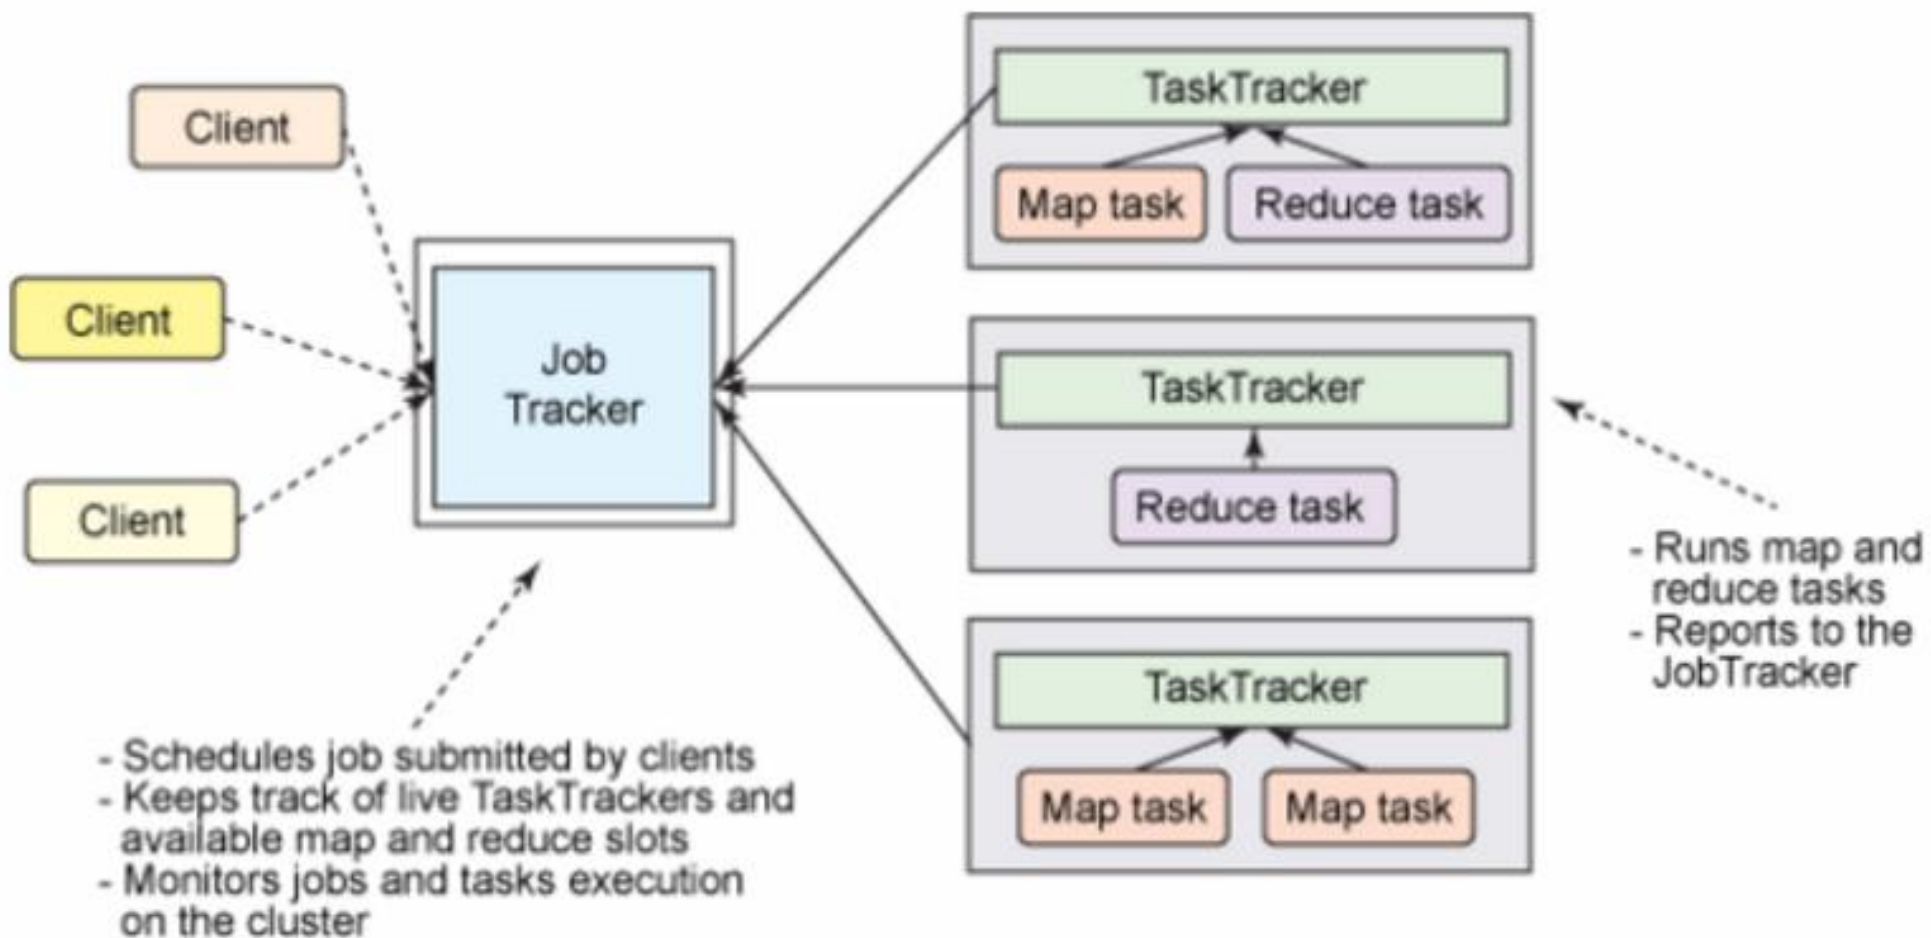 Client
Client
Client
Job
Tracker
TaskTracker
Map task
Reduce task
TaskTracker
Reduce task
TaskTracker
Map task
Map task
- Schedules job submitted by clients
- Keeps track of live TaskTrackers and
available map and reduce slots
- Monitors jobs and tasks execution
on the cluster
- Runs map and
reduce tasks
- Reports to the
JobTracker